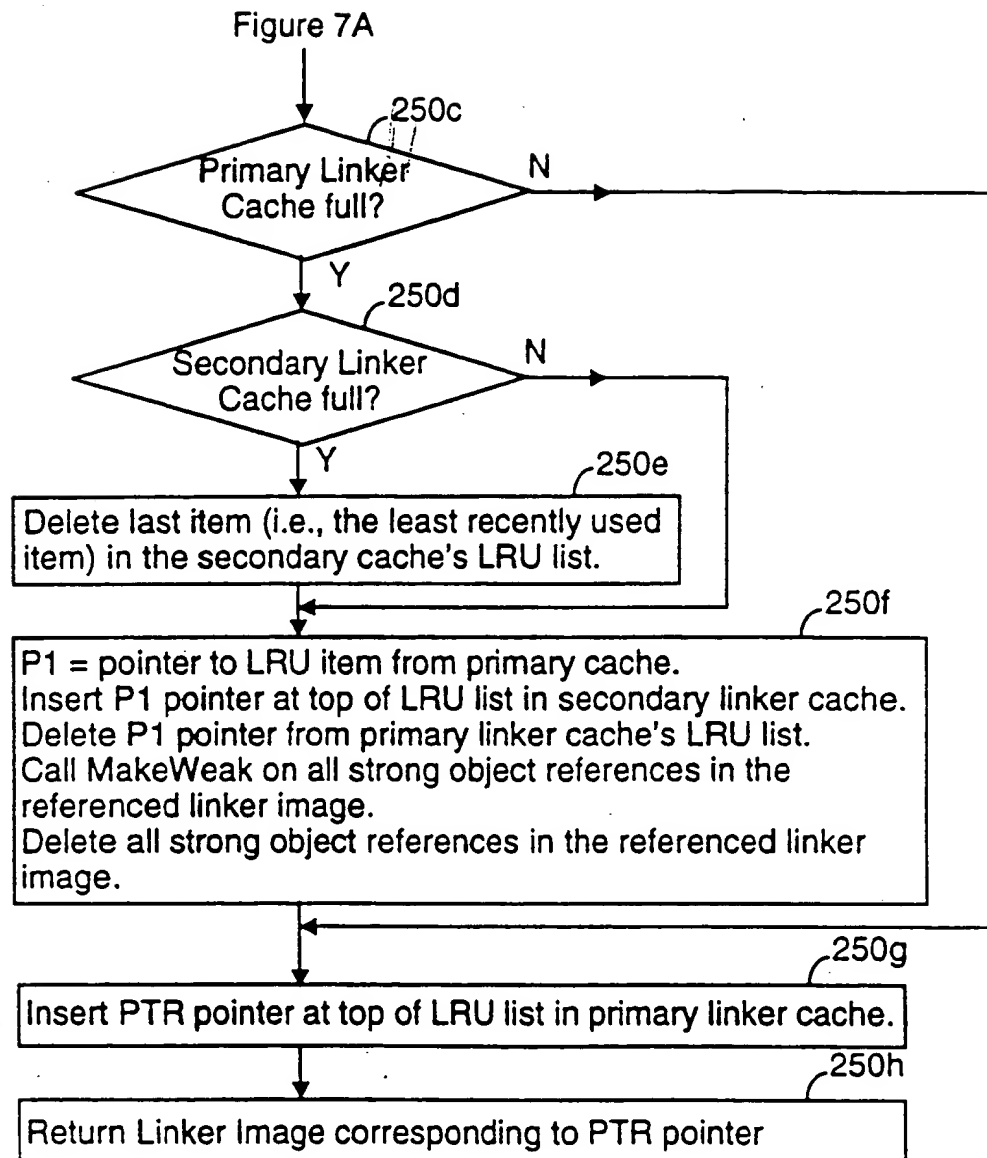 Figure 7A
250c
Primary Linker
Cache full?
N
Y
250d
Secondary Linker
Cache full?
N
Y
250e
Delete last item (i.e., the least recently used
item) in the secondary cache's LRU list.
250f
P1 = pointer to LRU item from primary cache.
Insert P1 pointer at top of LRU list in secondary linker cache.
Delete P1 pointer from primary linker cache's LRU list.
Call MakeWeak on all strong object references in the
referenced linker image.
Delete all strong object references in the referenced linker
image.
250g
Insert PTR pointer at top of LRU list in primary linker cache.
250h
Return Linker Image corresponding to PTR pointer